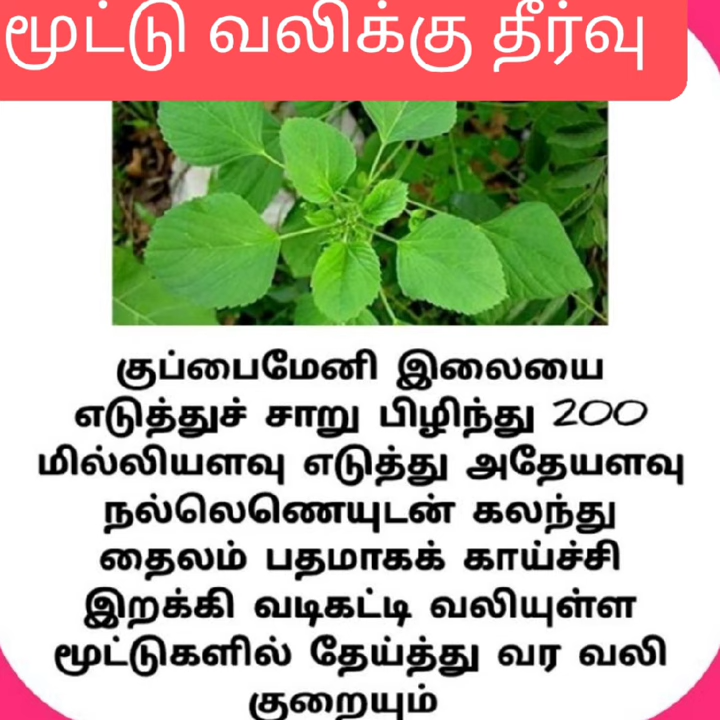 மூட்டு வலிக்கு தீர்வு
குப்பைமேனி இலையை
எடுத்துச் சாறு பிழிந்து 200
மில்லியளவு எடுத்து அதேயளவு
நல்லெணெயுடன் கலந்து
தைலம் பதமாகக் காய்ச்சி
இறக்கி வடிகட்டி வலியுள்ள
மூட்டுகளில் தேய்த்து வர வலி
குறையும்